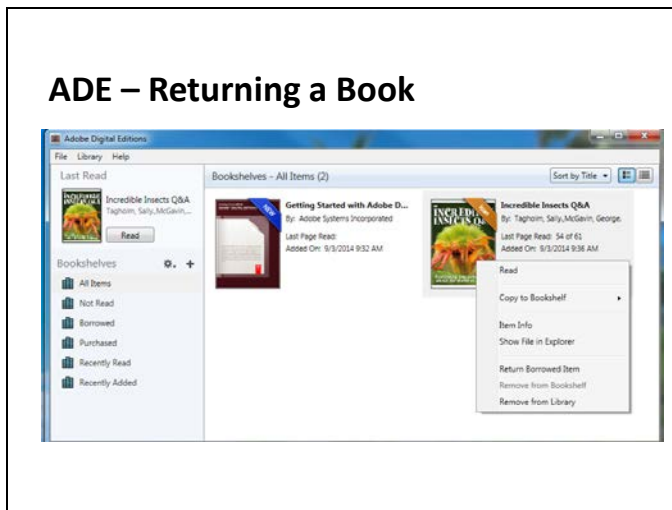 ADE – Returning a Book
Adobe Digital Editions
File Library Help
Last Read
Incredible Insects Q&A
Taghoim, Sally,McGavin,...
Read
Bookshelves
All Items
Not Read
Borrowed
Purchased
Recently Read
Recently Added
Bookshelves - All Items (2)
Sort by Title
NEW
Getting Started with Adobe D...
By: Adobe Systems Incorporated
Last Page Read:
Added On: 9/3/2014 9:32 AM
Incredible Insects Q&A
By: Taghoim, Sally,McGavin, George.
Last Page Read: 54 of 61
Added On: 9/3/2014 9:36 AM
Read
Copy to Bookshelf
Item Info
Show File in Explorer
Return Borrowed Item
Remove from Bookshelf
Remove from Library